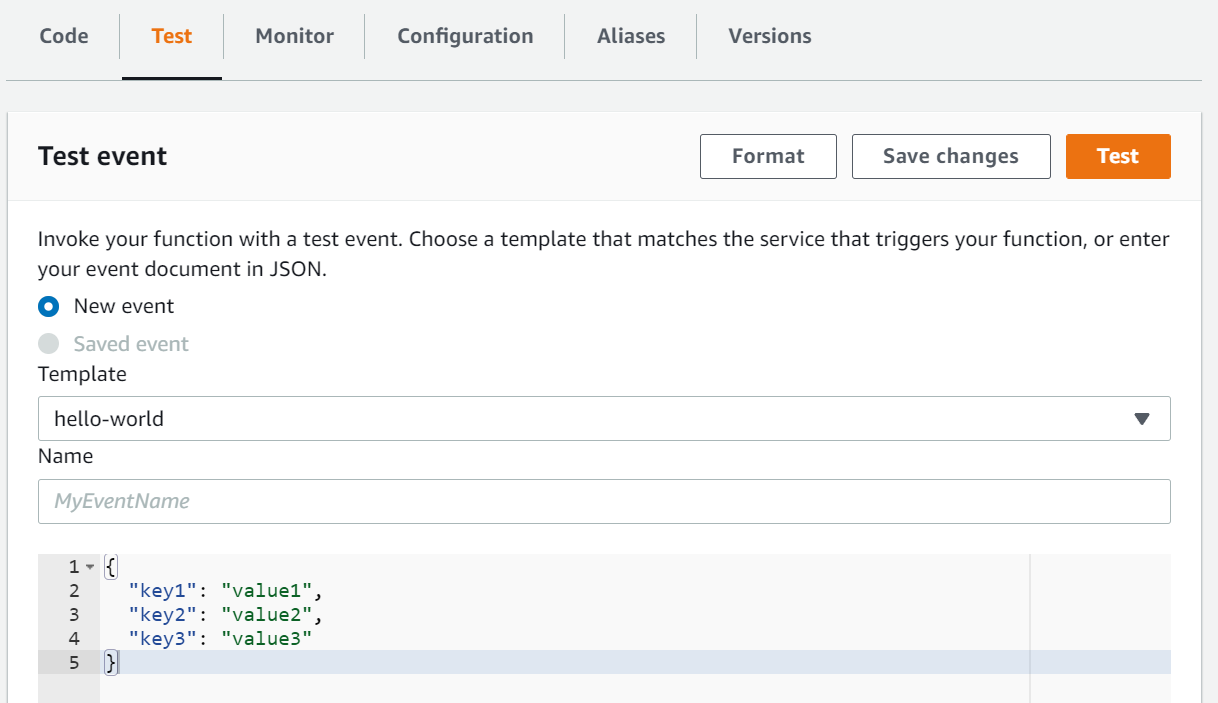 Code Test Monitor Configuration Aliases Versions
Test event Format Save changes Test
Invoke your function with a test event. Choose a template that matches the service that triggers your function, or enter
your event document in JSON.
New event
Saved event
Template
hello-world
Name
MyEventName
1 {
2 "key1": "value1",
3 "key2": "value2",
4 "key3": "value3"
5 }